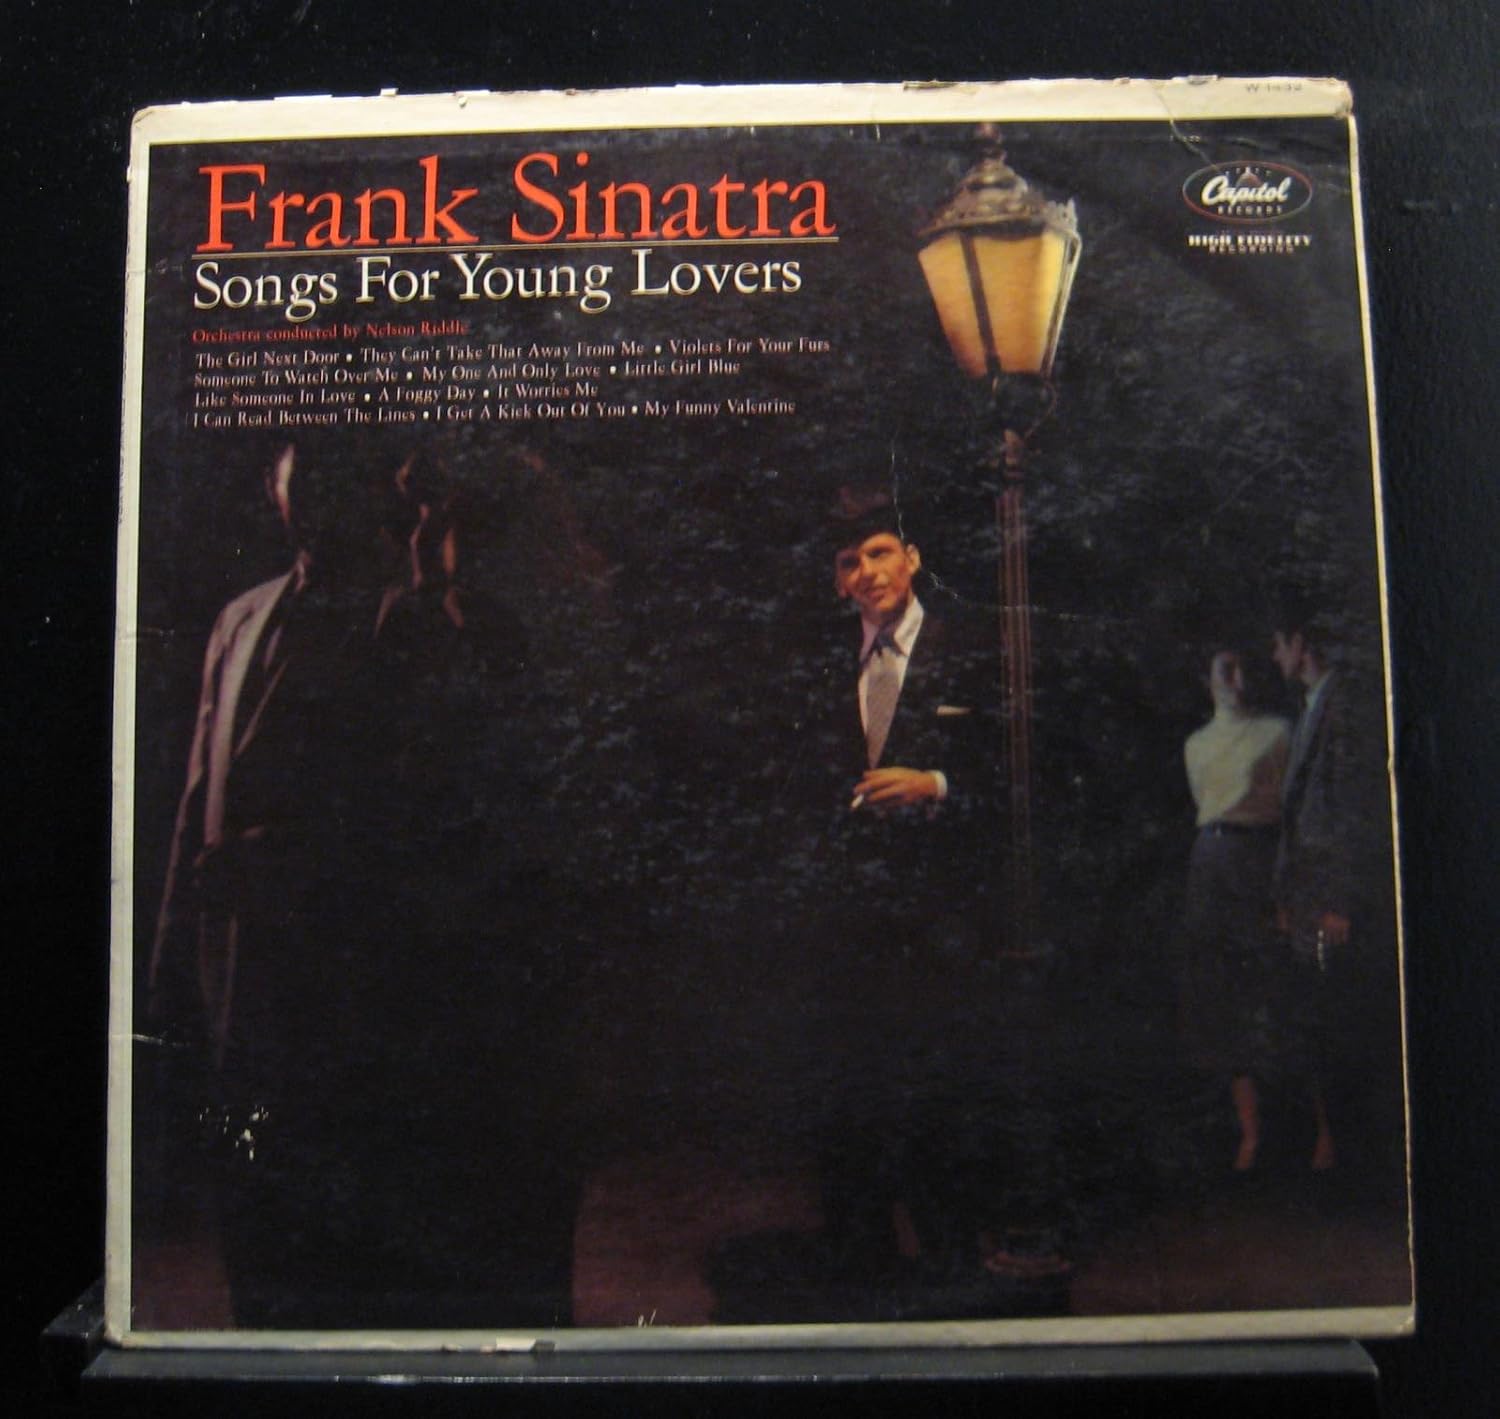 W 1432
Frank Sinatra
Capitol
RECORDS
HIGH FIDELITY
RECORDING
Songs For Young Lovers
Orchestra conducted by Nelson Riddle
The Girl Next Door • They Can't Take That Away From Me • Violets For Your Furs
Someone To Watch Over Me • My One And Only Love • Little Girl Blue
Like Someone In Love • A Foggy Day • It Worries Me
I Can Read Between The Lines • I Get A Kick Out Of You • My Funny Valentine